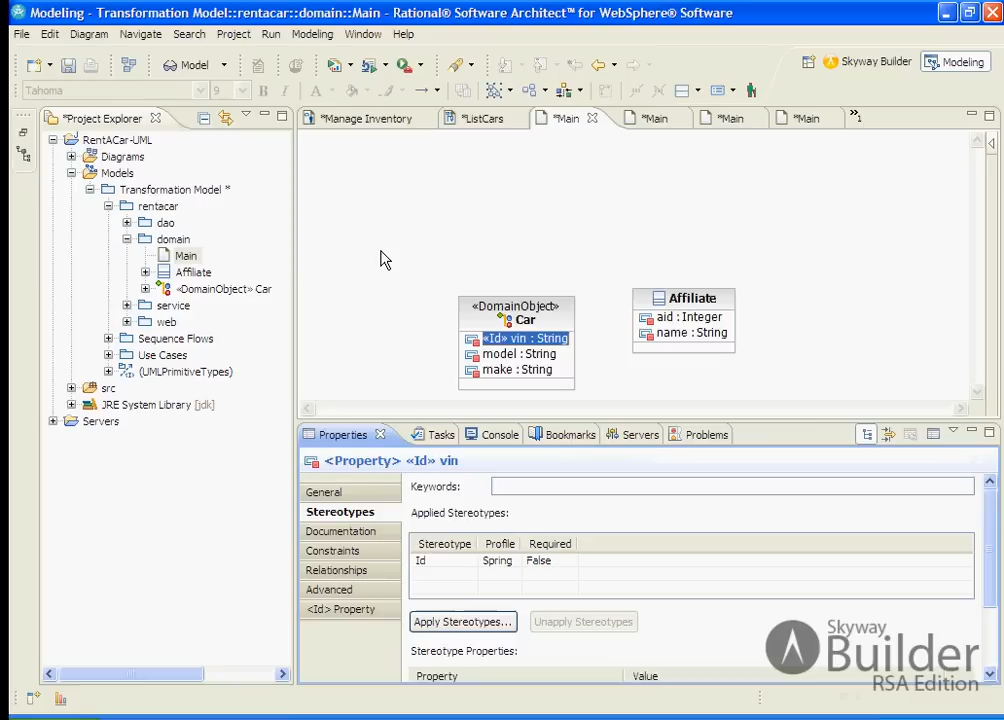 Modeling - Transformation Model::rentacar::domain::Main - Rational® Software Architect™ for WebSphere® Software
File Edit Diagram Navigate Search Project Run Modeling Window Help
Model
Skyway Builder
Modeling
Tahoma 9 B I A
*Project Explorer
*Manage Inventory
*ListCars
*Main
*Main
*Main
*Main
»1
RentACar-UML
Diagrams
Models
Transformation Model *
rentacar
dao
domain
Main
Affiliate
«DomainObject» Car
service
web
Sequence Flows
Use Cases
(UMLPrimitiveTypes)
src
JRE System Library [jdk]
Servers
«DomainObject»
Car
«Id» vin : String
model : String
make : String
Affiliate
aid : Integer
name : String
Properties Tasks Console Bookmarks Servers Problems
<Property> «Id» vin
General
Stereotypes
Documentation
Constraints
Relationships
Advanced
<Id> Property
Keywords:
Applied Stereotypes:
Stereotype Profile Required
Id Spring False
Apply Stereotypes... Unapply Stereotypes
Stereotype Properties:
Property Value
Skyway
Builder
RSA Edition